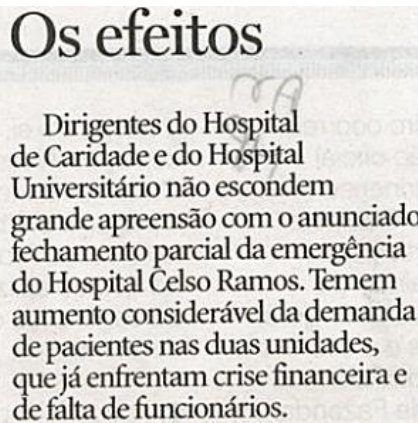 Os efeitos
Dirigentes do Hospital
de Caridade e do Hospital
Universitário não escondem
grande apreensão com o anunciado
fechamento parcial da emergência
do Hospital Celso Ramos. Temem
aumento considerável da demanda
de pacientes nas duas unidades,
que já enfrentam crise financeira e
de falta de funcionários.